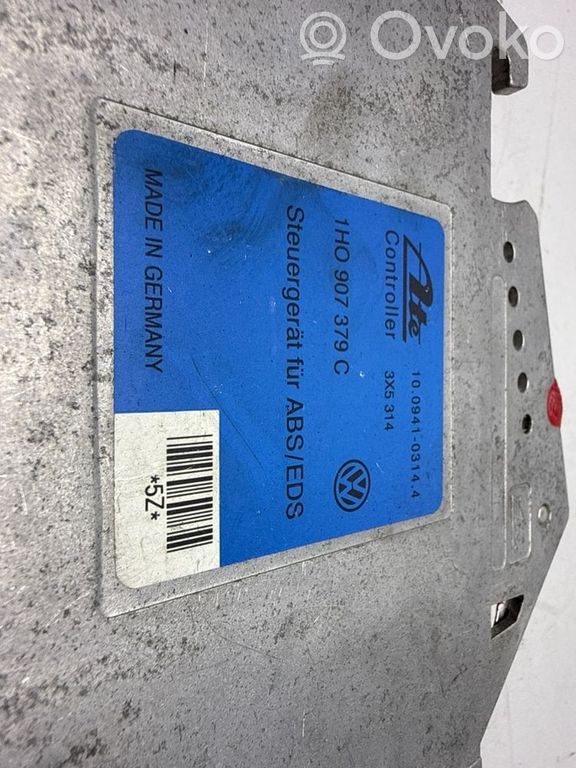 Ovoko
Ate
Controller
10.0941-0314.4
3X5 314
1HO 907 379 C
Steuergerät für ABS/EDS
MADE IN GERMANY
*5Z*